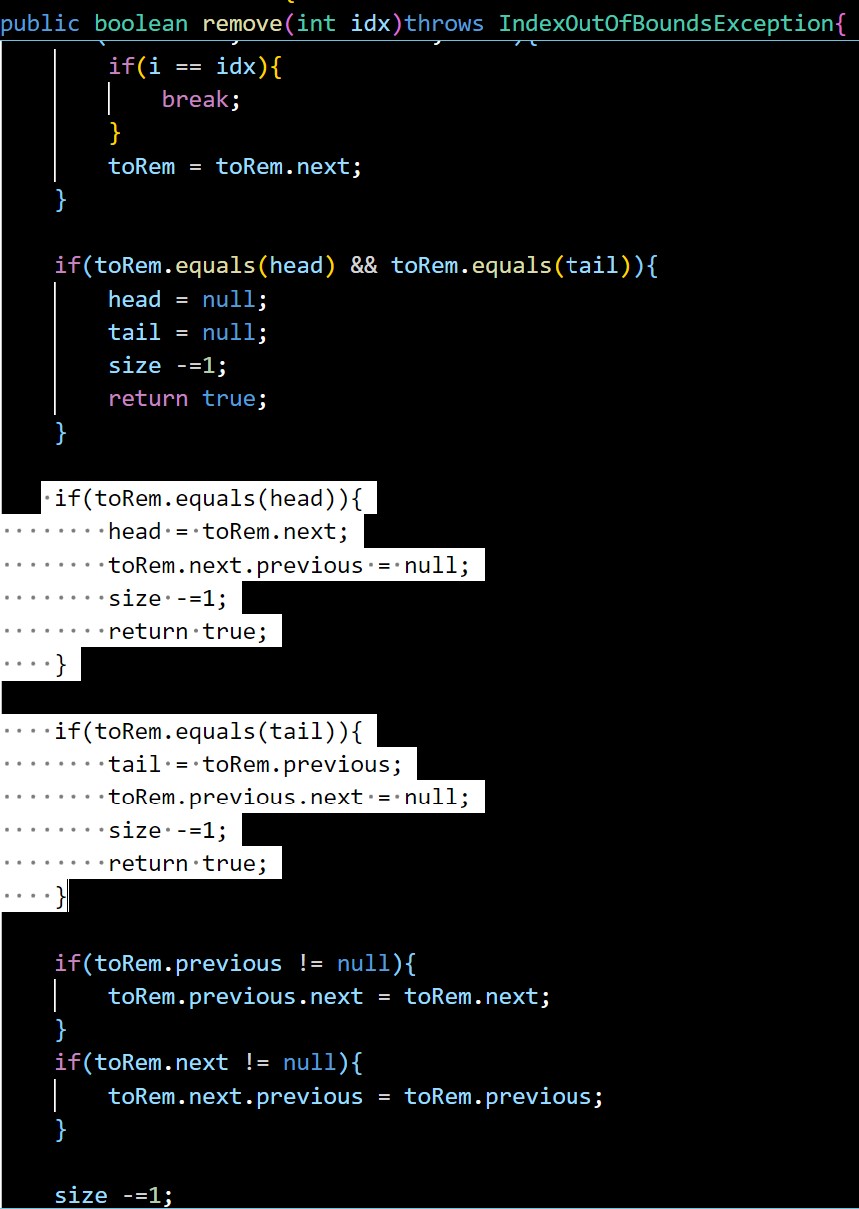 public boolean remove(int idx)throws IndexOutOfBoundsException{
        if(i == idx){
            break;
        }
        toRem = toRem.next;
    }
    if(toRem.equals(head) && toRem.equals(tail)){
        head = null;
        tail = null;
        size -=1;
        return true;
    }
    if(toRem.equals(head)){
        head = toRem.next;
        toRem.next.previous = null;
        size -=1;
        return true;
    }
    if(toRem.equals(tail)){
        tail = toRem.previous;
        toRem.previous.next = null;
        size -=1;
        return true;
    }
    if(toRem.previous != null){
        toRem.previous.next = toRem.next;
    }
    if(toRem.next != null){
        toRem.next.previous = toRem.previous;
    }
    size -=1;